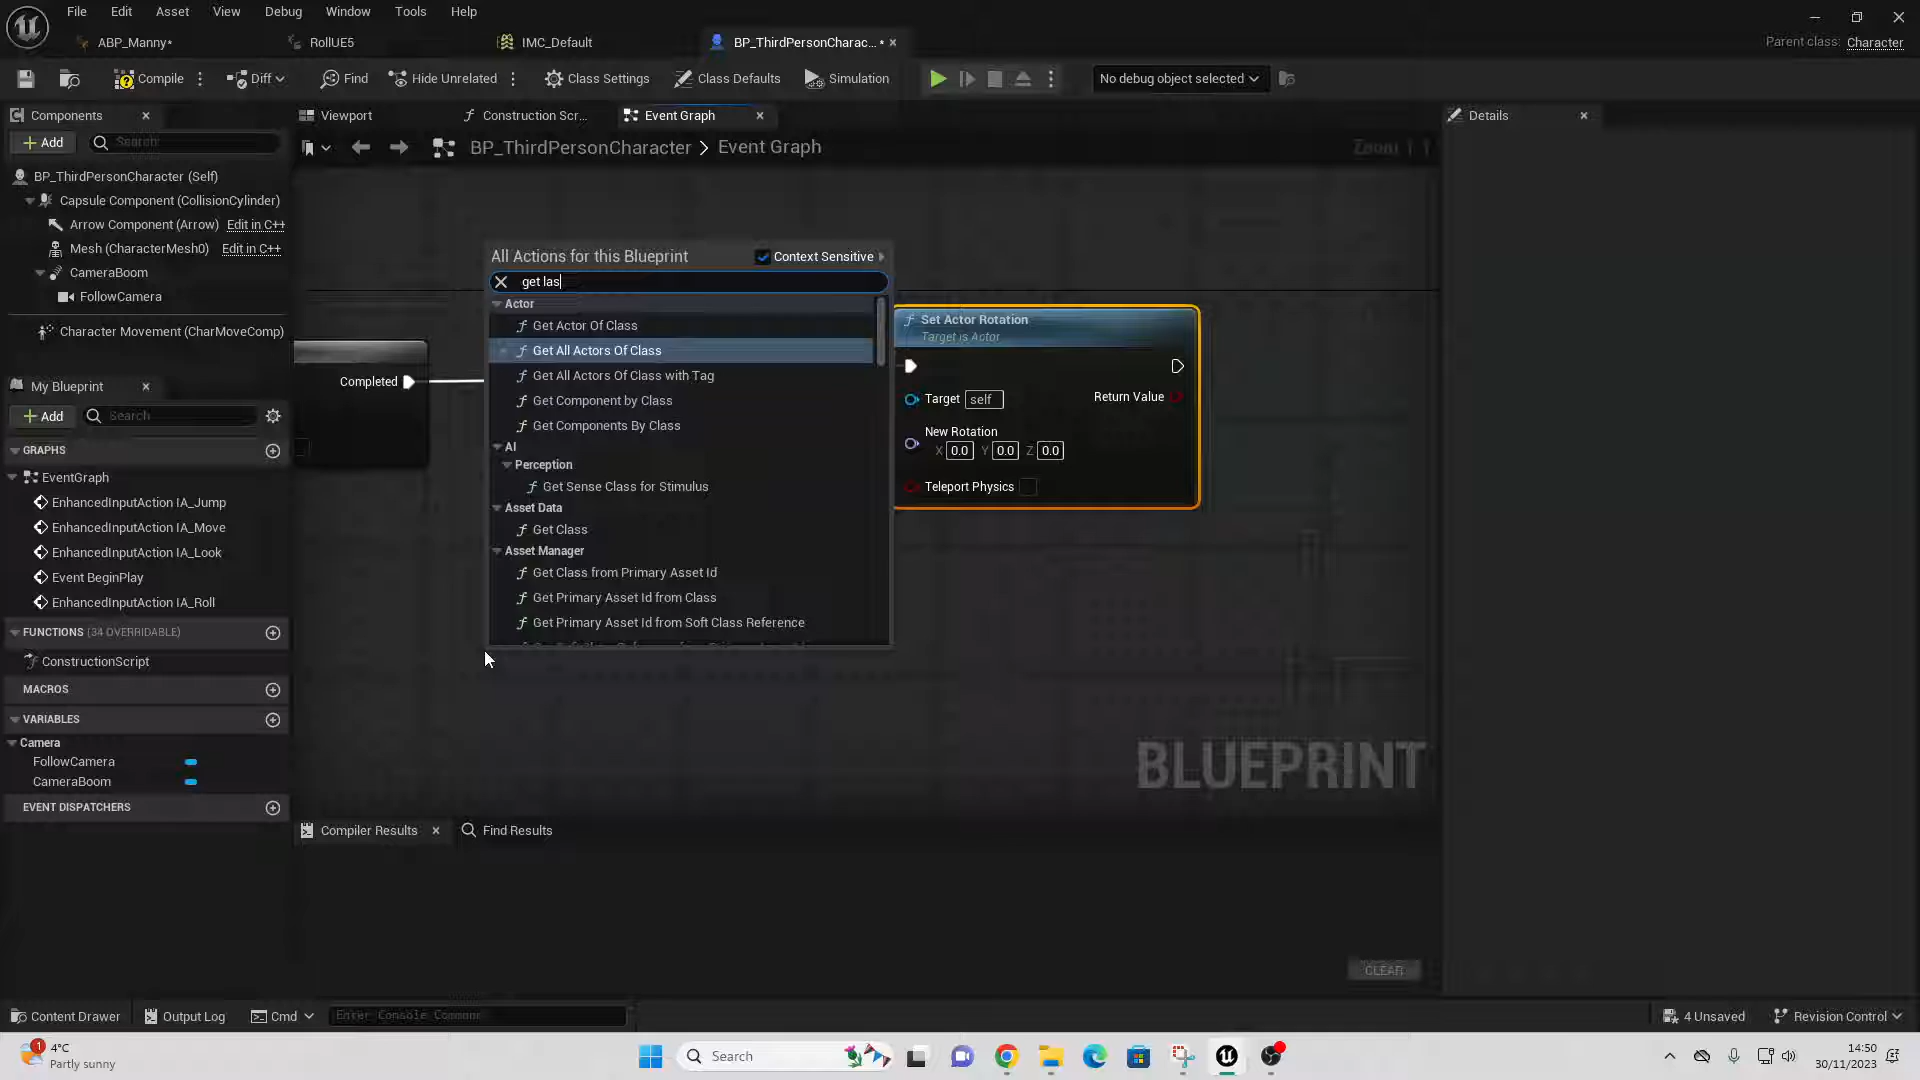 File Edit Asset View Debug Window Tools Help
ABP_Manny* RollUE5 IMC_Default BP_ThirdPersonCharac... *
Parent class: Character
Compile Diff Find Hide Unrelated Class Settings Class Defaults Simulation No debug object selected
Components
Viewport Construction Scr... Event Graph
Details
Add Search
BP_ThirdPersonCharacter > Event Graph
Zoom
BP_ThirdPersonCharacter (Self)
Capsule Component (CollisionCylinder)
Arrow Component (Arrow) Edit in C++
Mesh (CharacterMesh0) Edit in C++
CameraBoom
FollowCamera
Character Movement (CharMoveComp)
My Blueprint
Add Search
GRAPHS
EventGraph
EnhancedInputAction IA_Jump
EnhancedInputAction IA_Move
EnhancedInputAction IA_Look
Event BeginPlay
EnhancedInputAction IA_Roll
FUNCTIONS (34 OVERRIDABLE)
ConstructionScript
MACROS
VARIABLES
Camera
FollowCamera
CameraBoom
EVENT DISPATCHERS
Completed
All Actions for this Blueprint Context Sensitive
get las
Actor
Get Actor Of Class
Get All Actors Of Class
Get All Actors Of Class with Tag
Get Component by Class
Get Components By Class
AI
Perception
Get Sense Class for Stimulus
Asset Data
Get Class
Asset Manager
Get Class from Primary Asset Id
Get Primary Asset Id from Class
Get Primary Asset Id from Soft Class Reference
Set Actor Rotation
Target is Actor
Target self Return Value
New Rotation
X 0.0 Y 0.0 Z 0.0
Teleport Physics
BLUEPRINT
Compiler Results Find Results
CLEAR
Content Drawer Output Log Cmd Enter Console Command
4 Unsaved Revision Control
1
4°C
Partly sunny
Search
14:50
30/11/2023